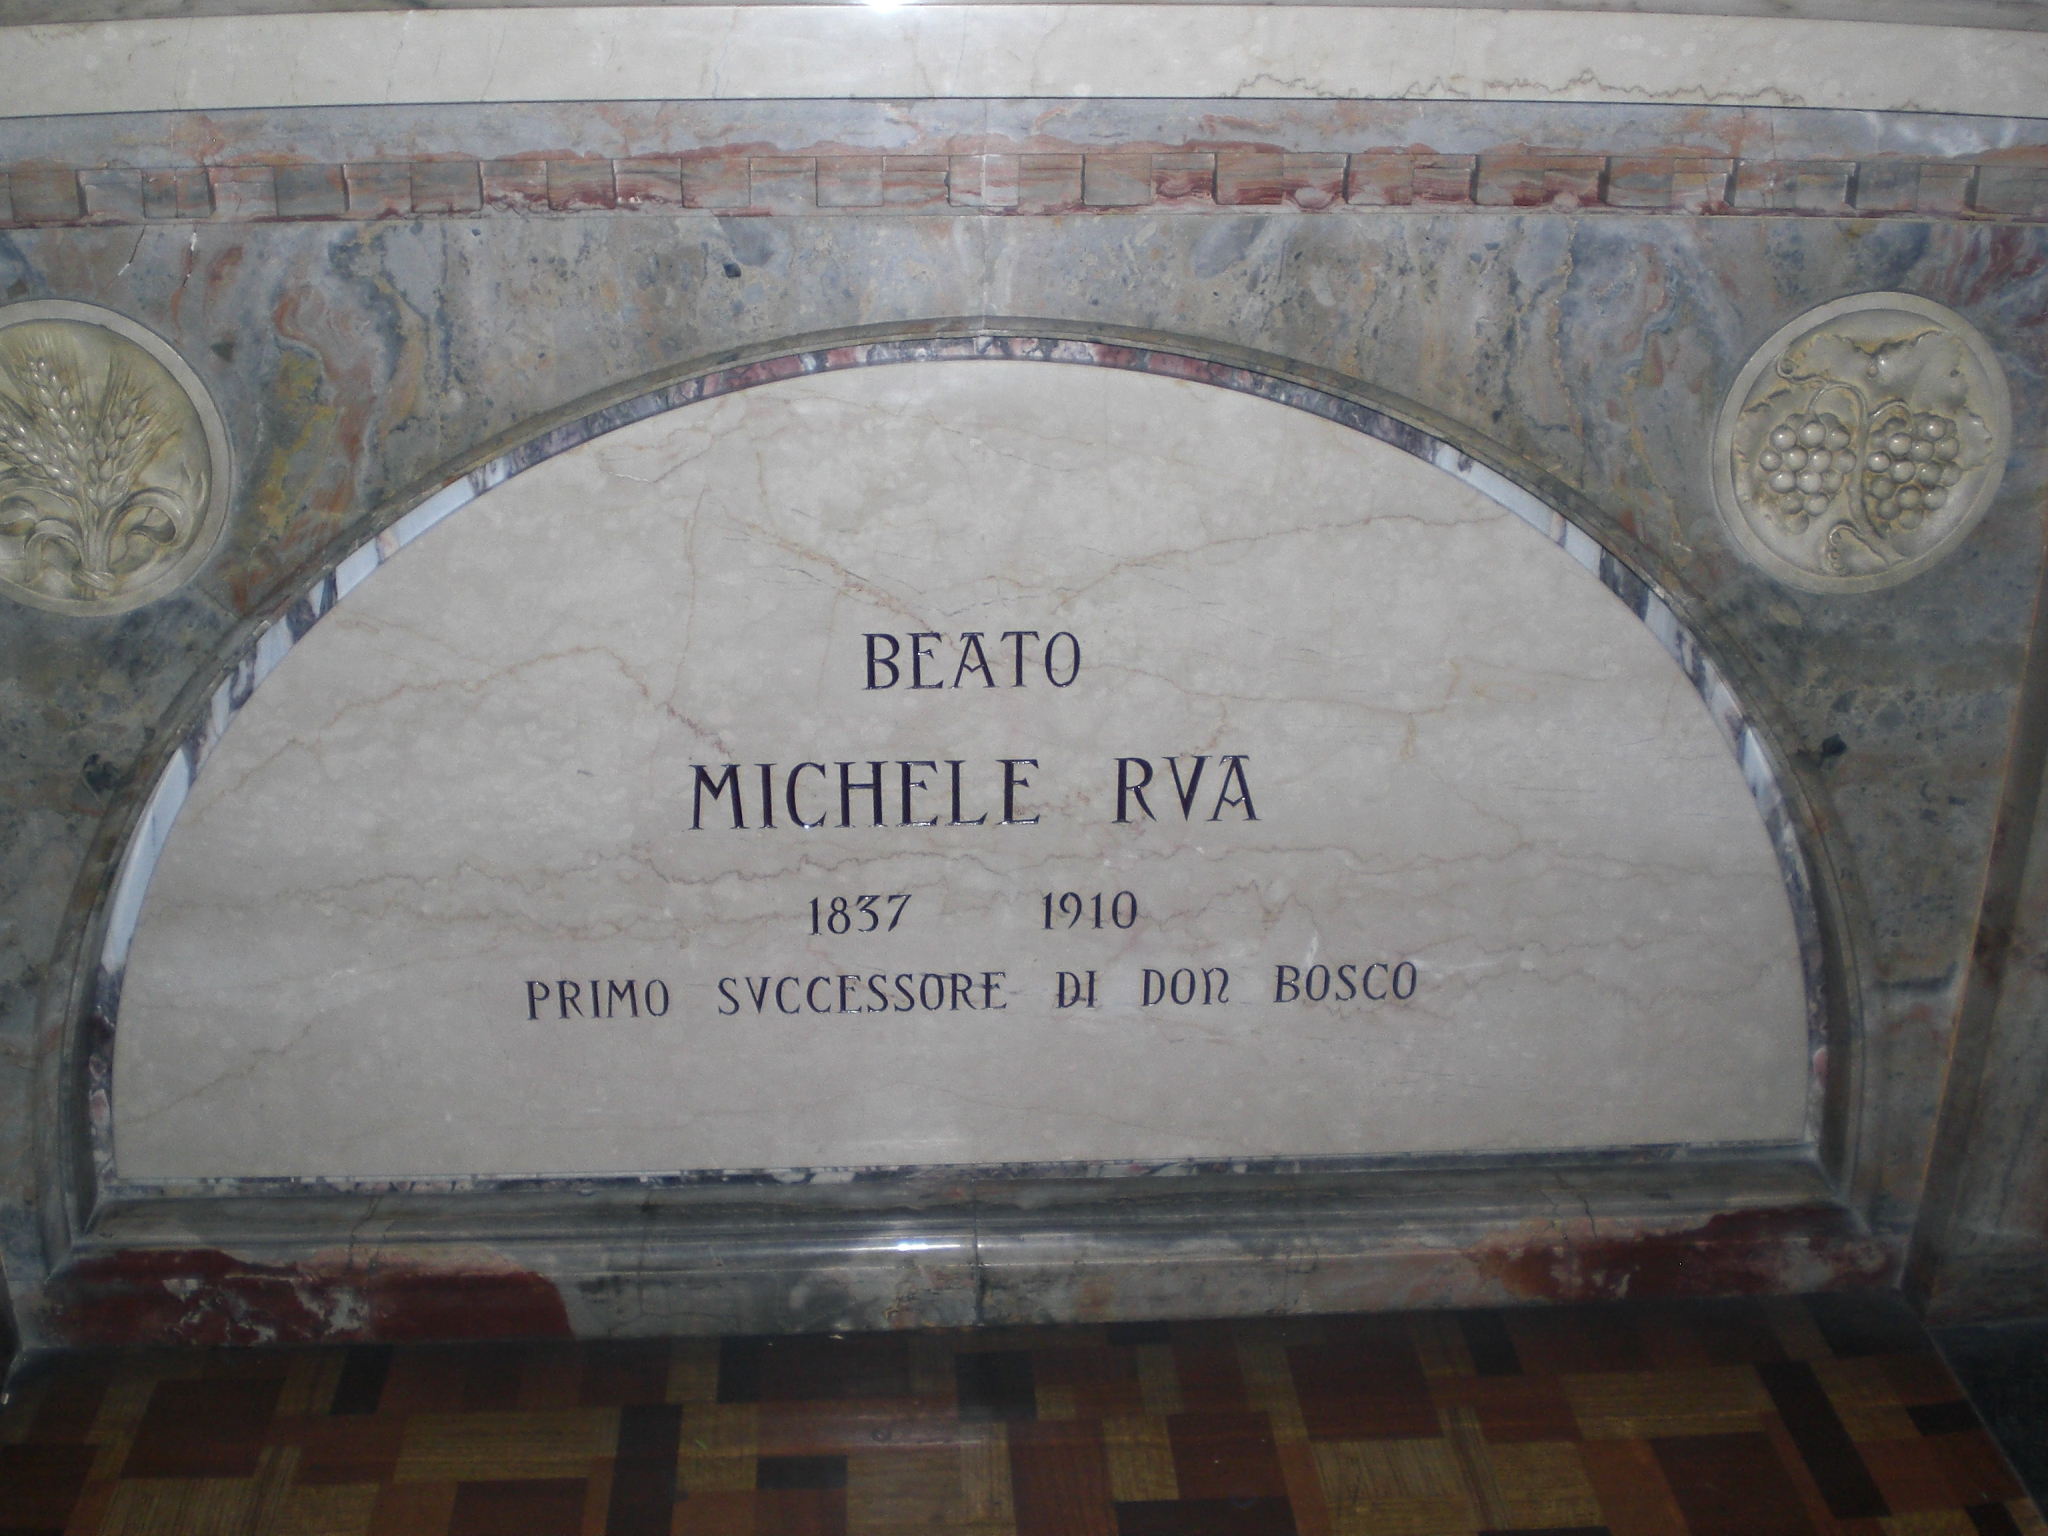 BEATO
MICHELE RVA
1837 1910
PRIMO SVCCESSORE DI DON BOSCO